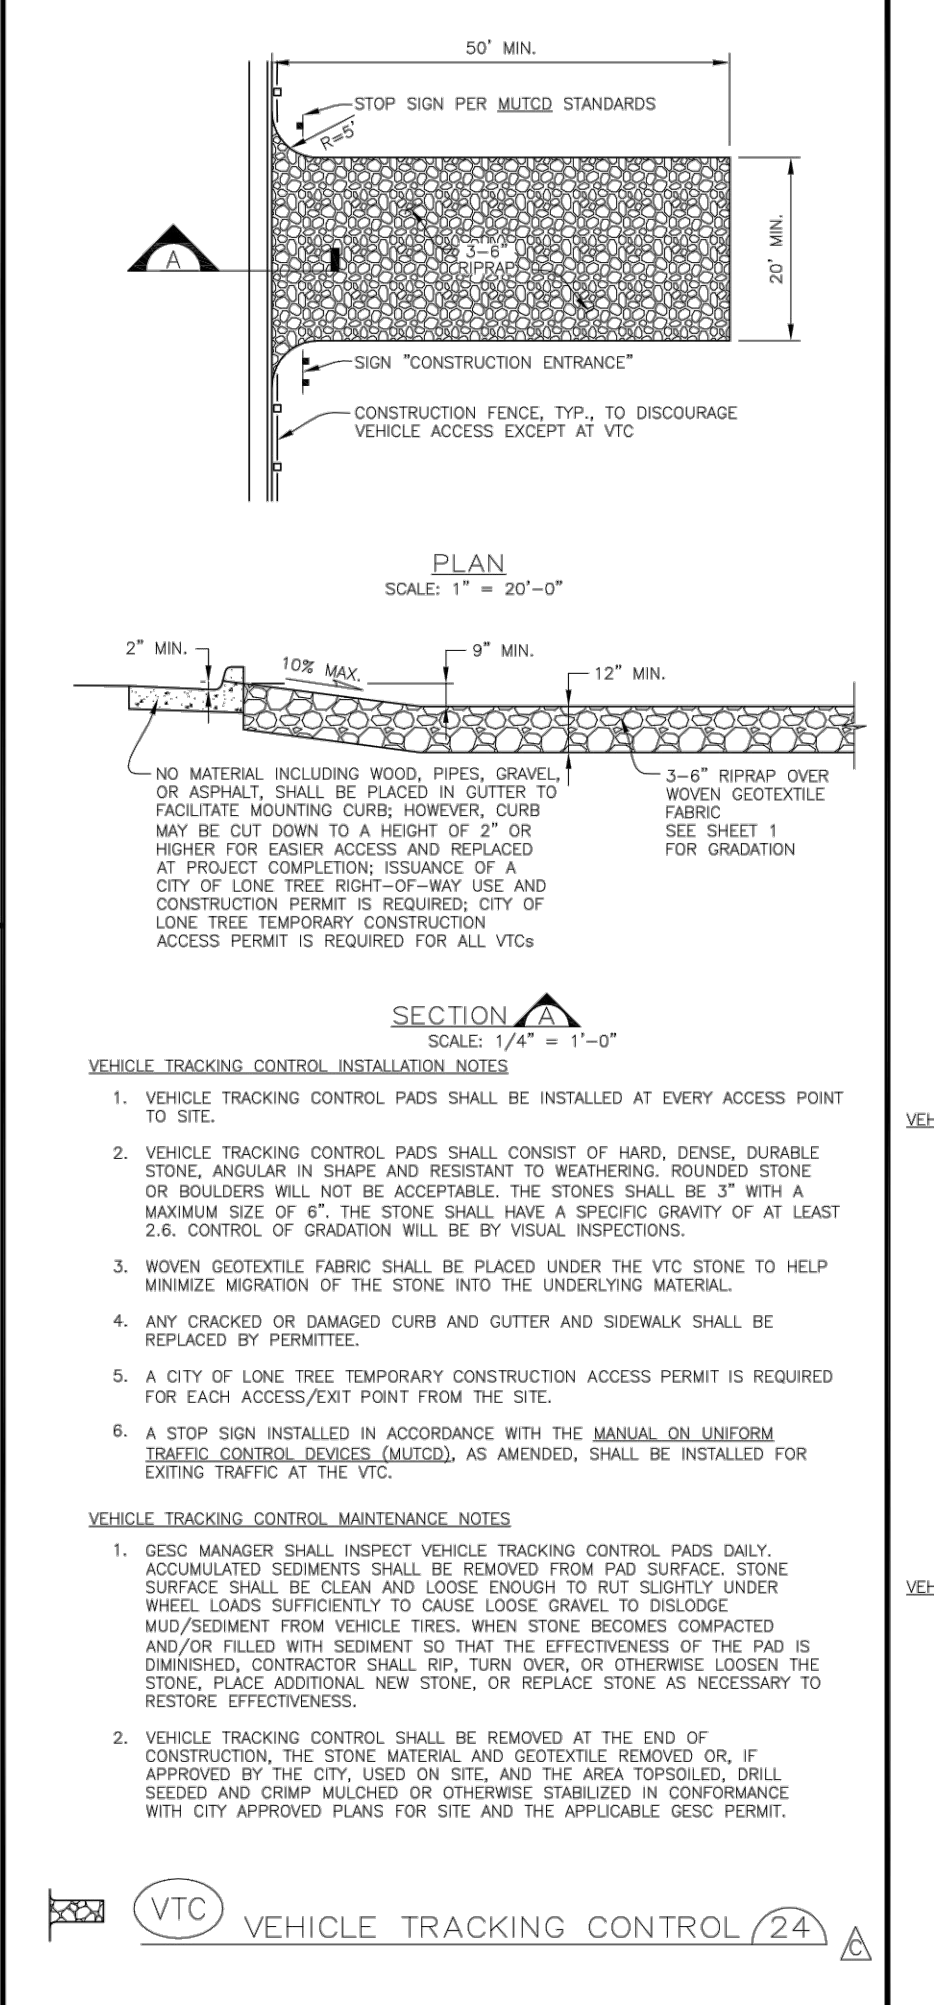 50' MIN.
STOP SIGN PER MUTCD STANDARDS
R=5'
A
3-6"
RIPRAP
20' MIN.
SIGN "CONSTRUCTION ENTRANCE"
CONSTRUCTION FENCE, TYP., TO DISCOURAGE
VEHICLE ACCESS EXCEPT AT VTC
PLAN
SCALE: 1" = 20'-0"
2" MIN.
10% MAX.
9" MIN.
12" MIN.
NO MATERIAL INCLUDING WOOD, PIPES, GRAVEL,
OR ASPHALT, SHALL BE PLACED IN GUTTER TO
FACILITATE MOUNTING CURB; HOWEVER, CURB
MAY BE CUT DOWN TO A HEIGHT OF 2" OR
HIGHER FOR EASIER ACCESS AND REPLACED
AT PROJECT COMPLETION; ISSUANCE OF A
CITY OF LONE TREE RIGHT-OF-WAY USE AND
CONSTRUCTION PERMIT IS REQUIRED; CITY OF
LONE TREE TEMPORARY CONSTRUCTION
ACCESS PERMIT IS REQUIRED FOR ALL VTCs
3-6" RIPRAP OVER
WOVEN GEOTEXTILE
FABRIC
SEE SHEET 1
FOR GRADATION
SECTION A
SCALE: 1/4" = 1'-0"
VEHICLE TRACKING CONTROL INSTALLATION NOTES
1. VEHICLE TRACKING CONTROL PADS SHALL BE INSTALLED AT EVERY ACCESS POINT
TO SITE.
2. VEHICLE TRACKING CONTROL PADS SHALL CONSIST OF HARD, DENSE, DURABLE
STONE, ANGULAR IN SHAPE AND RESISTANT TO WEATHERING. ROUNDED STONE
OR BOULDERS WILL NOT BE ACCEPTABLE. THE STONES SHALL BE 3" WITH A
MAXIMUM SIZE OF 6". THE STONE SHALL HAVE A SPECIFIC GRAVITY OF AT LEAST
2.6. CONTROL OF GRADATION WILL BE BY VISUAL INSPECTIONS.
3. WOVEN GEOTEXTILE FABRIC SHALL BE PLACED UNDER THE VTC STONE TO HELP
MINIMIZE MIGRATION OF THE STONE INTO THE UNDERLYING MATERIAL.
4. ANY CRACKED OR DAMAGED CURB AND GUTTER AND SIDEWALK SHALL BE
REPLACED BY PERMITTEE.
5. A CITY OF LONE TREE TEMPORARY CONSTRUCTION ACCESS PERMIT IS REQUIRED
FOR EACH ACCESS/EXIT POINT FROM THE SITE.
6. A STOP SIGN INSTALLED IN ACCORDANCE WITH THE MANUAL ON UNIFORM
TRAFFIC CONTROL DEVICES (MUTCD), AS AMENDED, SHALL BE INSTALLED FOR
EXITING TRAFFIC AT THE VTC.
VEHICLE TRACKING CONTROL MAINTENANCE NOTES
1. GESC MANAGER SHALL INSPECT VEHICLE TRACKING CONTROL PADS DAILY.
ACCUMULATED SEDIMENTS SHALL BE REMOVED FROM PAD SURFACE. STONE
SURFACE SHALL BE CLEAN AND LOOSE ENOUGH TO RUT SLIGHTLY UNDER
WHEEL LOADS SUFFICIENTLY TO CAUSE LOOSE GRAVEL TO DISLODGE
MUD/SEDIMENT FROM VEHICLE TIRES. WHEN STONE BECOMES COMPACTED
AND/OR FILLED WITH SEDIMENT SO THAT THE EFFECTIVENESS OF THE PAD IS
DIMINISHED, CONTRACTOR SHALL RIP, TURN OVER, OR OTHERWISE LOOSEN THE
STONE, PLACE ADDITIONAL NEW STONE, OR REPLACE STONE AS NECESSARY TO
RESTORE EFFECTIVENESS.
2. VEHICLE TRACKING CONTROL SHALL BE REMOVED AT THE END OF
CONSTRUCTION, THE STONE MATERIAL AND GEOTEXTILE REMOVED OR, IF
APPROVED BY THE CITY, USED ON SITE, AND THE AREA TOPSOILED, DRILL
SEEDED AND CRIMP MULCHED OR OTHERWISE STABILIZED IN CONFORMANCE
WITH CITY APPROVED PLANS FOR SITE AND THE APPLICABLE GESC PERMIT.
VTC
VEHICLE TRACKING CONTROL 24
C
VEH
VEH